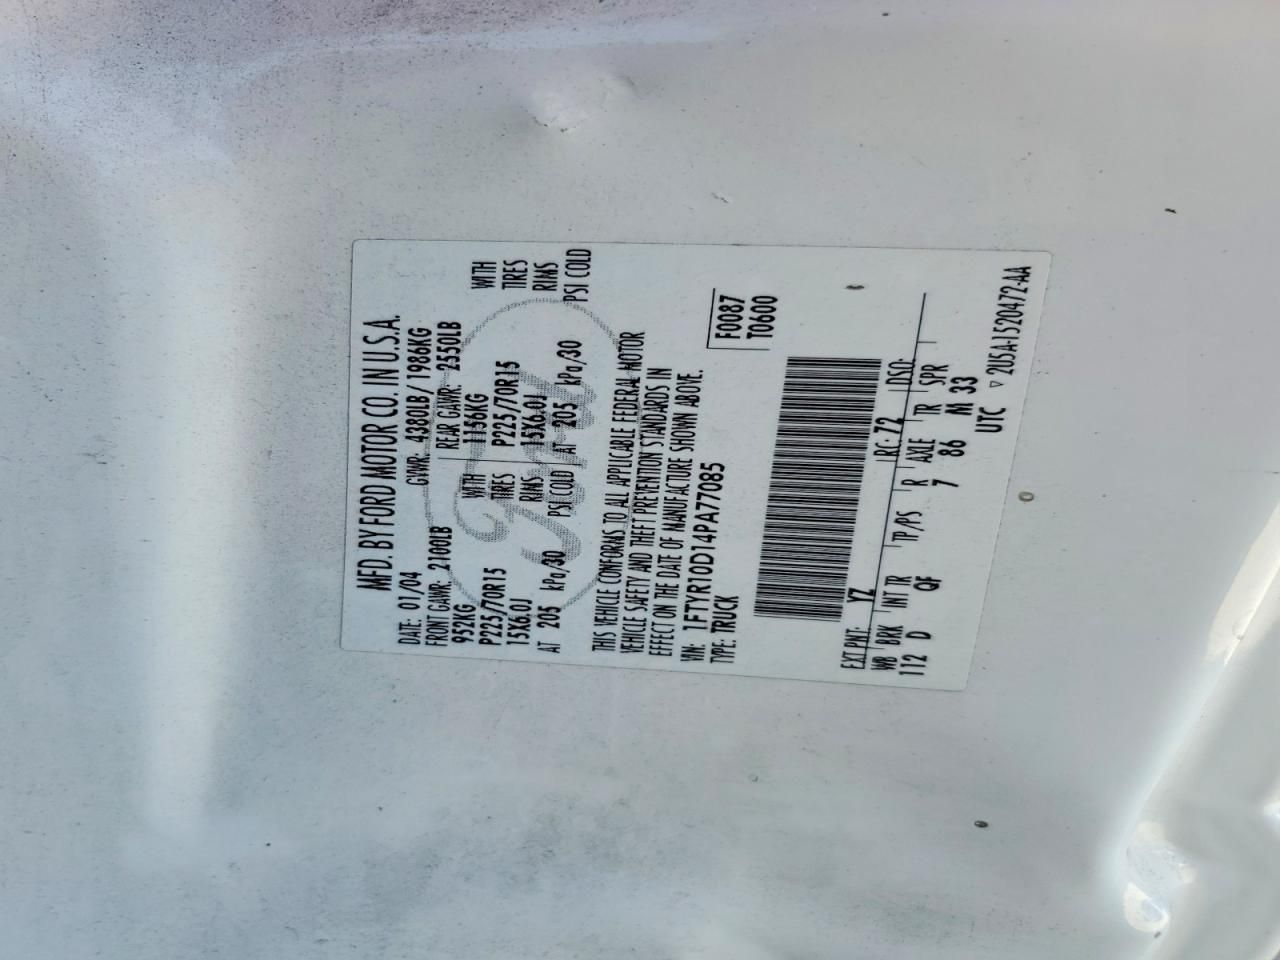 MFD. BY FORD MOTOR CO. IN U.S.A.
DATE: 01/04 GVWR: 4380LB / 1986KG
FRONT GAWR: 2100LB REAR GAWR: 2550LB
952KG WITH 1156KG WITH
P225/70R15 TIRES P225/70R15 TIRES
15X6.0J RIMS 15X6.0J RIMS
AT 205 kPa/30 PSI COLD AT 205 kPa/30 PSI COLD
THIS VEHICLE CONFORMS TO ALL APPLICABLE FEDERAL MOTOR
VEHICLE SAFETY AND THEFT PREVENTION STANDARDS IN
EFFECT ON THE DATE OF MANUFACTURE SHOWN ABOVE.
VIN: 1FTYR10D14PA77085
TYPE: TRUCK
F0087
T0600
EXT PNT: YZ RC: 72 DSO:
WB BRK INT TR TP/PS R AXLE TR SPR
112 D QF 7 86 M 33
UTC
▽ 2U5A-1520472-AA
Ford